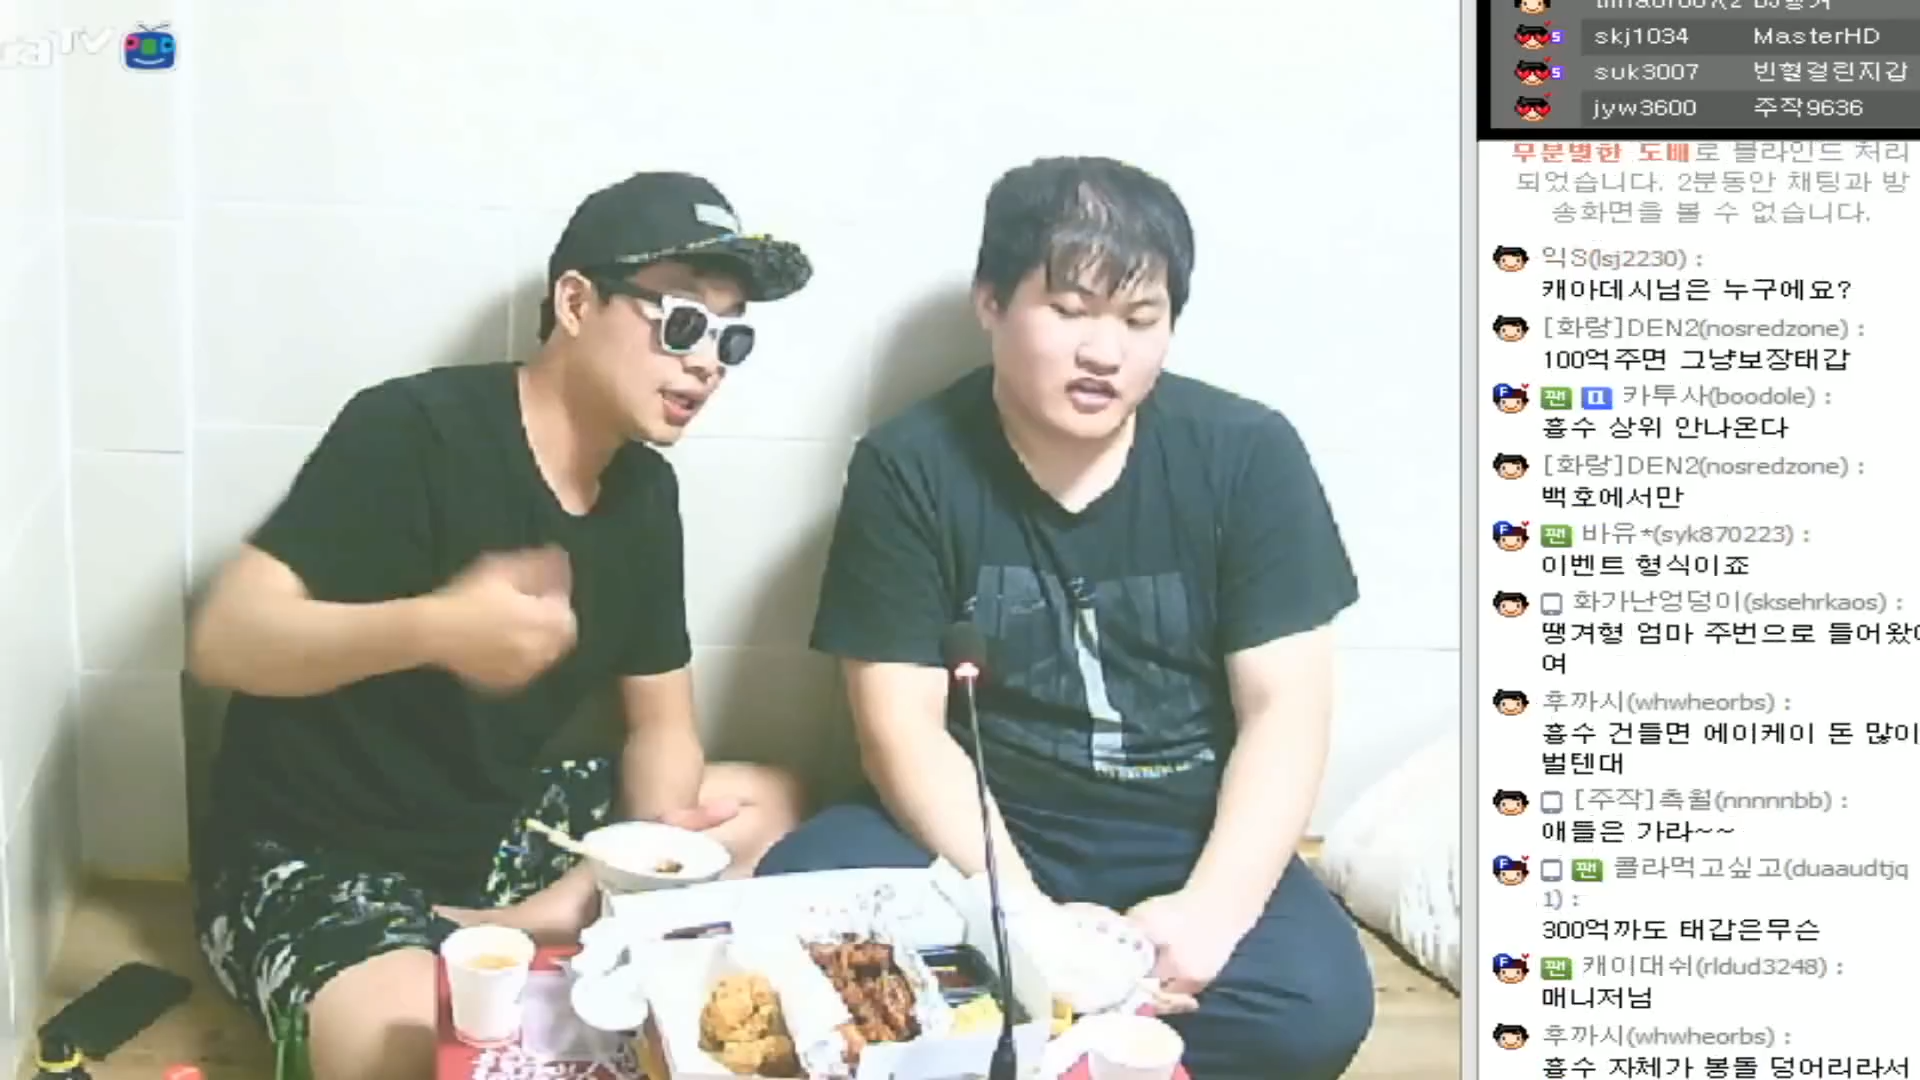 TV
skj1034 MasterHD
suk3007 빈혈걸린지갑
jyw3600 주작9636
무분별한 도배로 블라인드 처리
되었습니다. 2분동안 채팅과 방
송화면을 볼 수 없습니다.
익S(lsj2230) :
캐아데시님은 누구에요?
[화랑]DEN2(nosredzone) :
100억주면 그냥보장태갑
팬 카투사(boodole) :
흉수 상위 안나온다
[화랑]DEN2(nosredzone) :
백호에서만
팬 바유*(syk870223) :
이벤트 형식이죠
화가난엉덩이(sksehrkaos) :
땡겨형 엄마 주번으로 들어왔
여
후까시(whwheorbs) :
흉수 건들면 에이케이 돈 많이
벌텐대
[주작]촉월(nnnnnbb) :
애들은 가라~~
팬 콜라먹고싶고(duaaudtjq
1) :
300억까도 태갑은무슨
팬 캐이대쉬(rldud3248) :
매니저님
후까시(whwheorbs) :
흉수 자체가 봉돌 덩어리라서